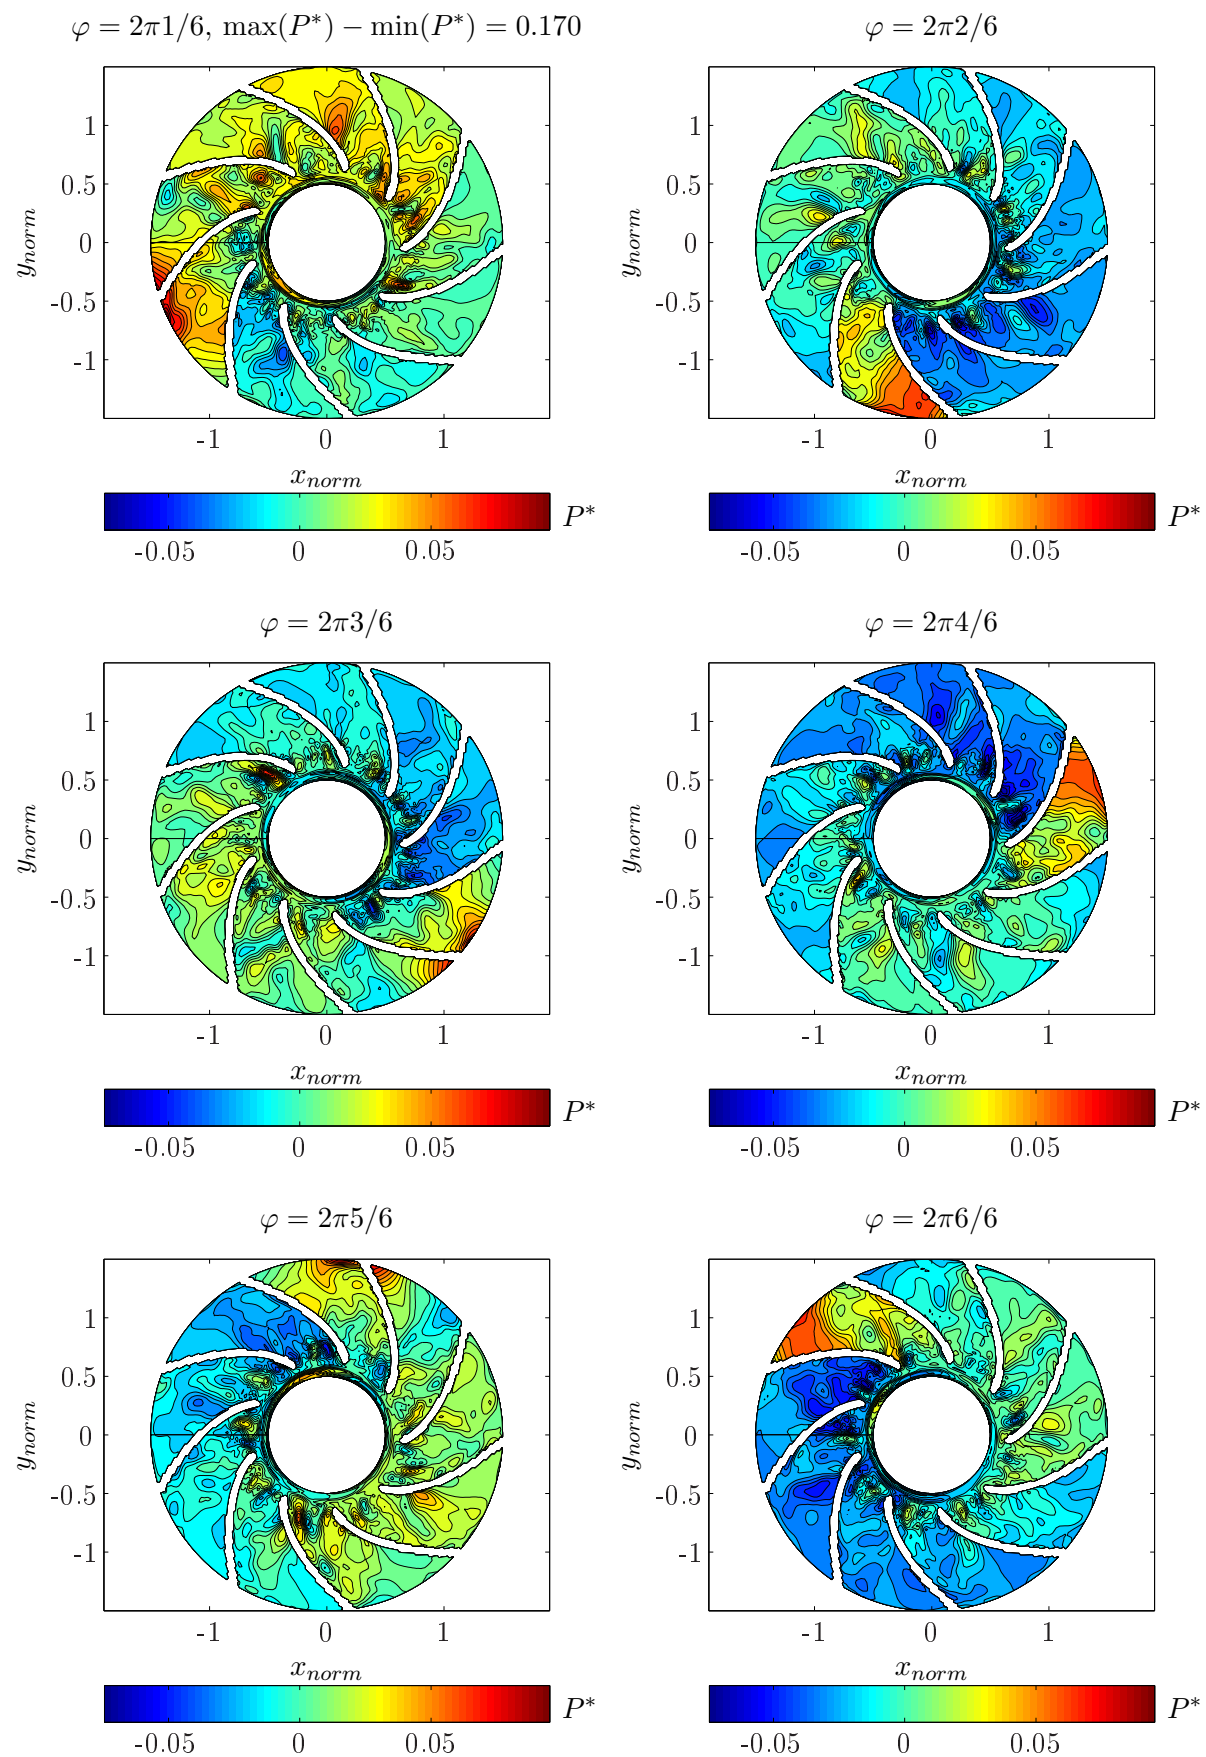 φ = 2π1/6, max(P*) − min(P*) = 0.170
φ = 2π2/6
1
0.5
0
-0.5
-1
y_norm
-1 0 1
x_norm
-0.05 0 0.05
P*
1
0.5
0
-0.5
-1
y_norm
-1 0 1
x_norm
-0.05 0 0.05
P*
φ = 2π3/6
φ = 2π4/6
1
0.5
0
-0.5
-1
y_norm
-1 0 1
x_norm
-0.05 0 0.05
P*
1
0.5
0
-0.5
-1
y_norm
-1 0 1
x_norm
-0.05 0 0.05
P*
φ = 2π5/6
φ = 2π6/6
1
0.5
0
-0.5
-1
y_norm
-1 0 1
x_norm
-0.05 0 0.05
P*
1
0.5
0
-0.5
-1
y_norm
-1 0 1
x_norm
-0.05 0 0.05
P*